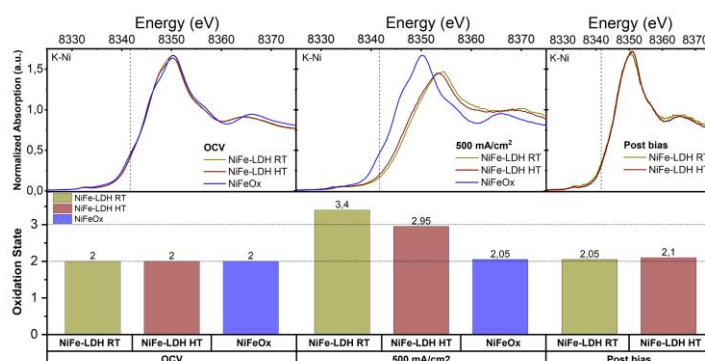 Energy (eV) Energy (eV) Energy (eV)
8330 8340 8350 8360 8370 8330 8340 8350 8360 8370 8330 8340 8350 8360 8370
Normalized Absorption (a.u.)
1,5
1,0
0,5
0,0
K-Ni
OCV
NiFe-LDH RT
NiFe-LDH HT
NiFeOx
K-Ni
500 mA/cm²
NiFe-LDH RT
NiFe-LDH HT
NiFeOx
K-Ni
Post bias
NiFe-LDH RT
NiFe-LDH HT
Oxidation State
3
2
1
0
NiFe-LDH RT
NiFe-LDH HT
NiFeOx
2 2 2 3,4 2,95 2,05 2,05 2,1
NiFe-LDH RT NiFe-LDH HT NiFeOx NiFe-LDH RT NiFe-LDH HT NiFeOx NiFe-LDH RT NiFe-LDH HT
OCV 500 mA/cm2 Post bias